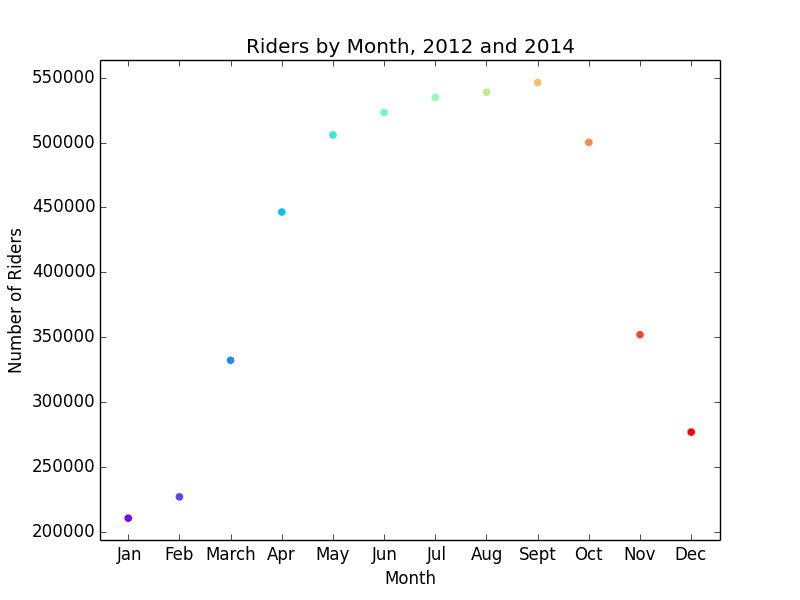 Riders by Month, 2012 and 2014
550000
500000
450000
400000
350000
300000
250000
200000
Number of Riders
Jan Feb March Apr May Jun Jul Aug Sept Oct Nov Dec
Month